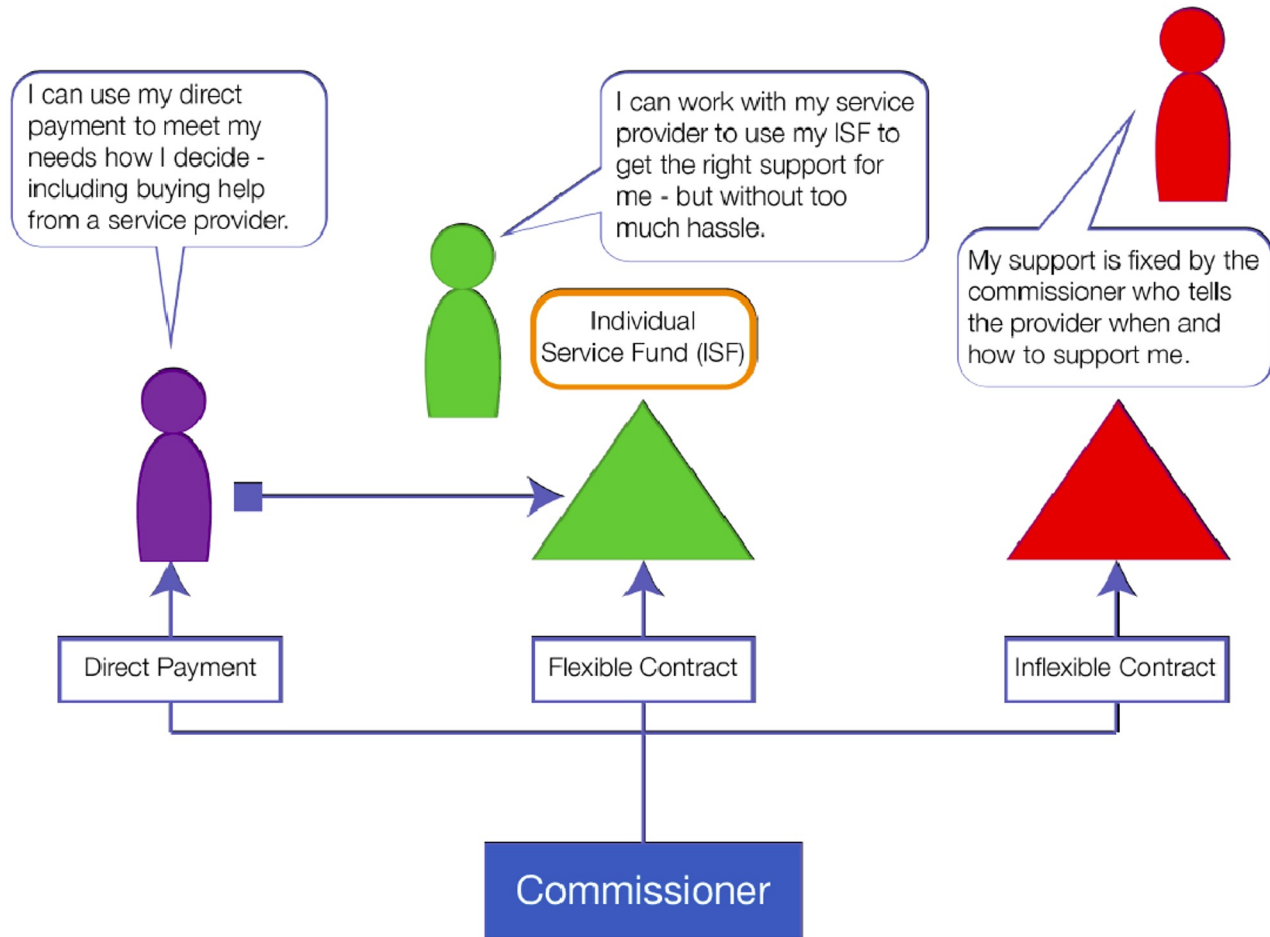 I can use my direct
payment to meet my
needs how I decide -
including buying help
from a service provider.
I can work with my service
provider to use my ISF to
get the right support for
me - but without too
much hassle.
My support is fixed by the
commissioner who tells
the provider when and
how to support me.
Individual
Service Fund (ISF)
Direct Payment
Flexible Contract
Inflexible Contract
Commissioner